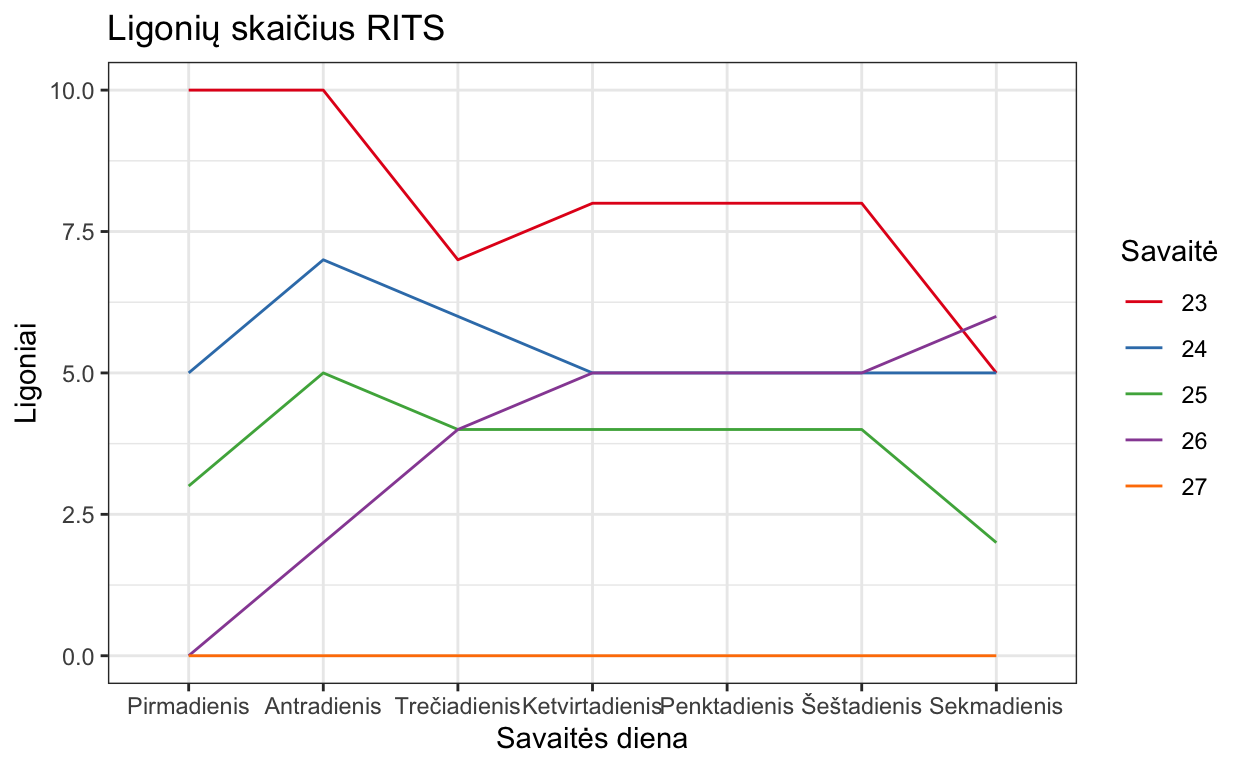 Ligonių skaičius RITS
10.0
7.5
5.0
2.5
0.0
Ligoniai
Pirmadienis Antradienis Trečiadienis Ketvirtadienis Penktadienis Šeštadienis Sekmadienis
Savaitės diena
Savaitė
23
24
25
26
27